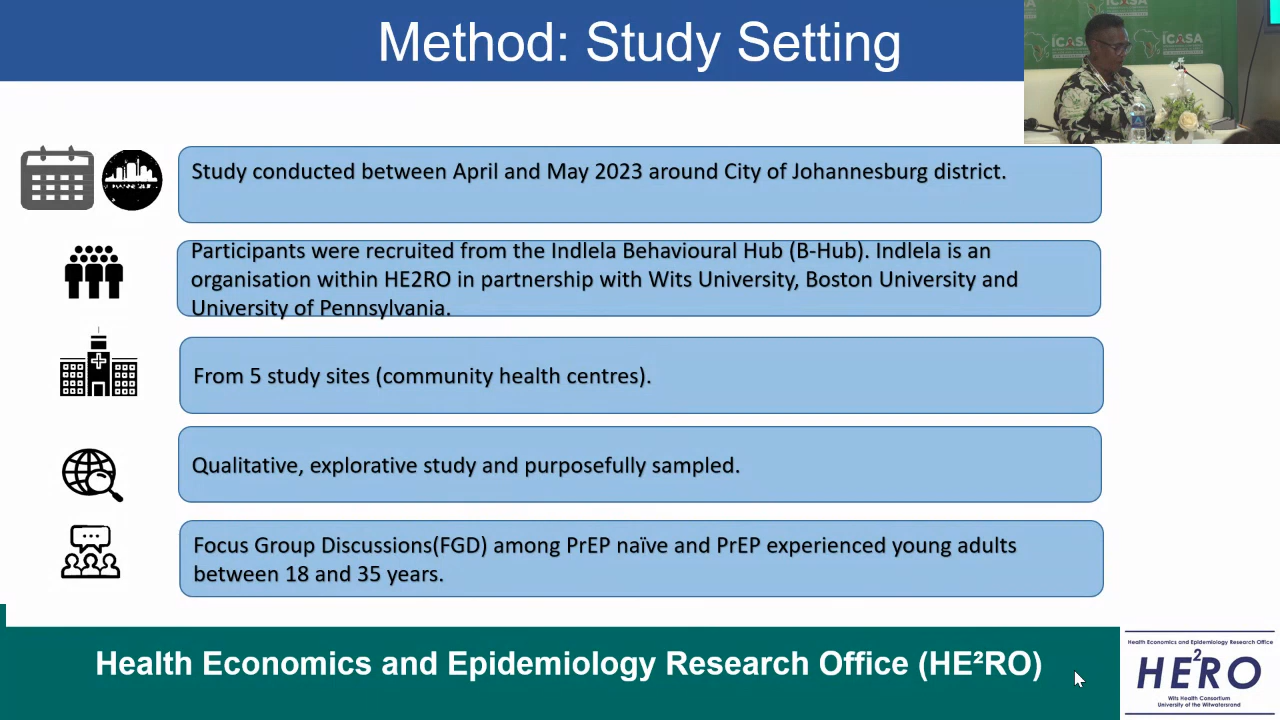 Method: Study Setting
ICASA
ICASA
Study conducted between April and May 2023 around City of Johannesburg district.
Participants were recruited from the Indlela Behavioural Hub (B-Hub). Indlela is an
organisation within HE2RO in partnership with Wits University, Boston University and
University of Pennsylvania.
From 5 study sites (community health centres).
Qualitative, explorative study and purposefully sampled.
Focus Group Discussions(FGD) among PrEP naïve and PrEP experienced young adults
between 18 and 35 years.
Health Economics and Epidemiology Research Office (HE²RO)
Health Economics and Epidemiology Research Office
HE²RO
Wits Health Consortium
University of the Witwatersrand